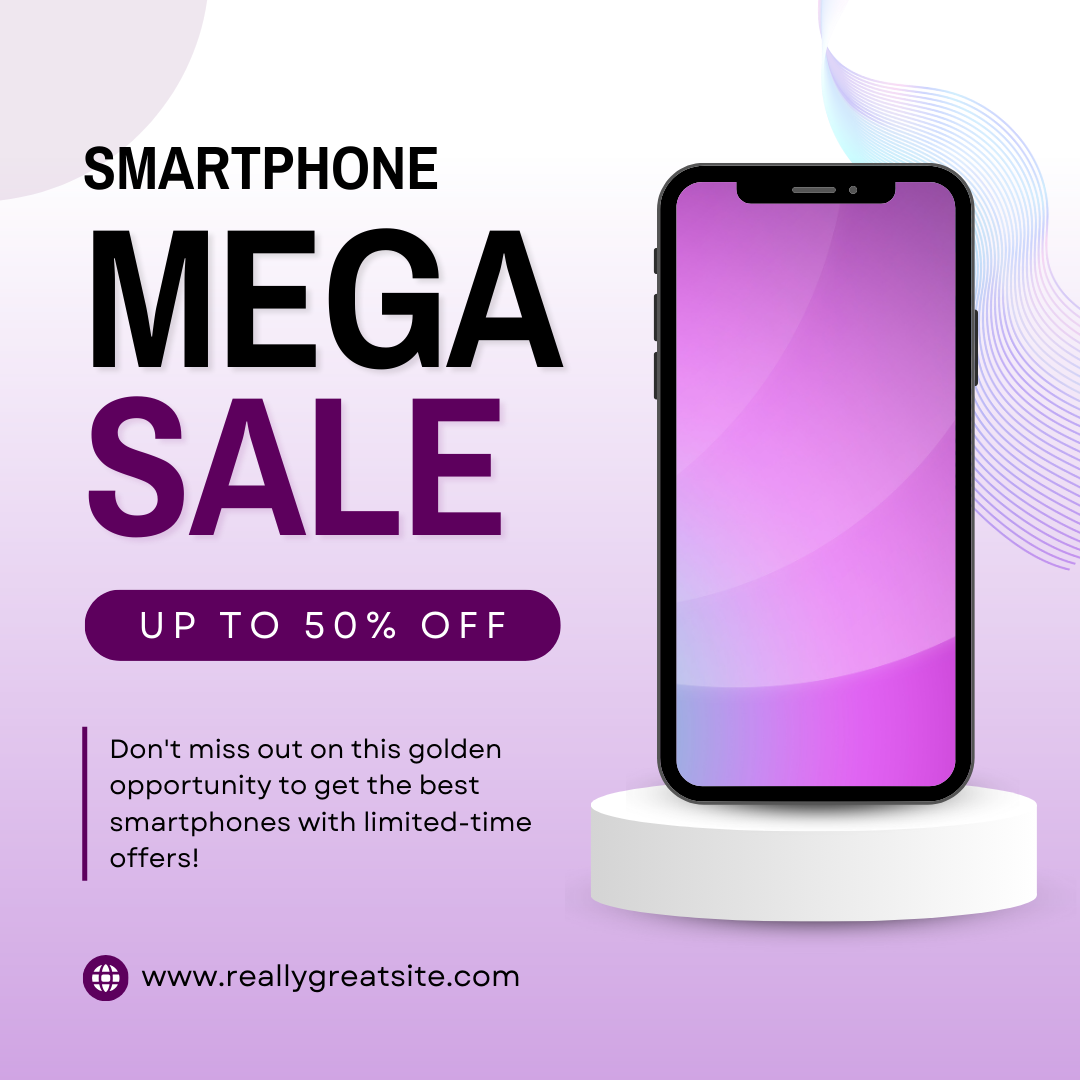 SMARTPHONE
MEGA
SALE
UP TO 50% OFF
Don't miss out on this golden
opportunity to get the best
smartphones with limited-time
offers!
www.reallygreatsite.com